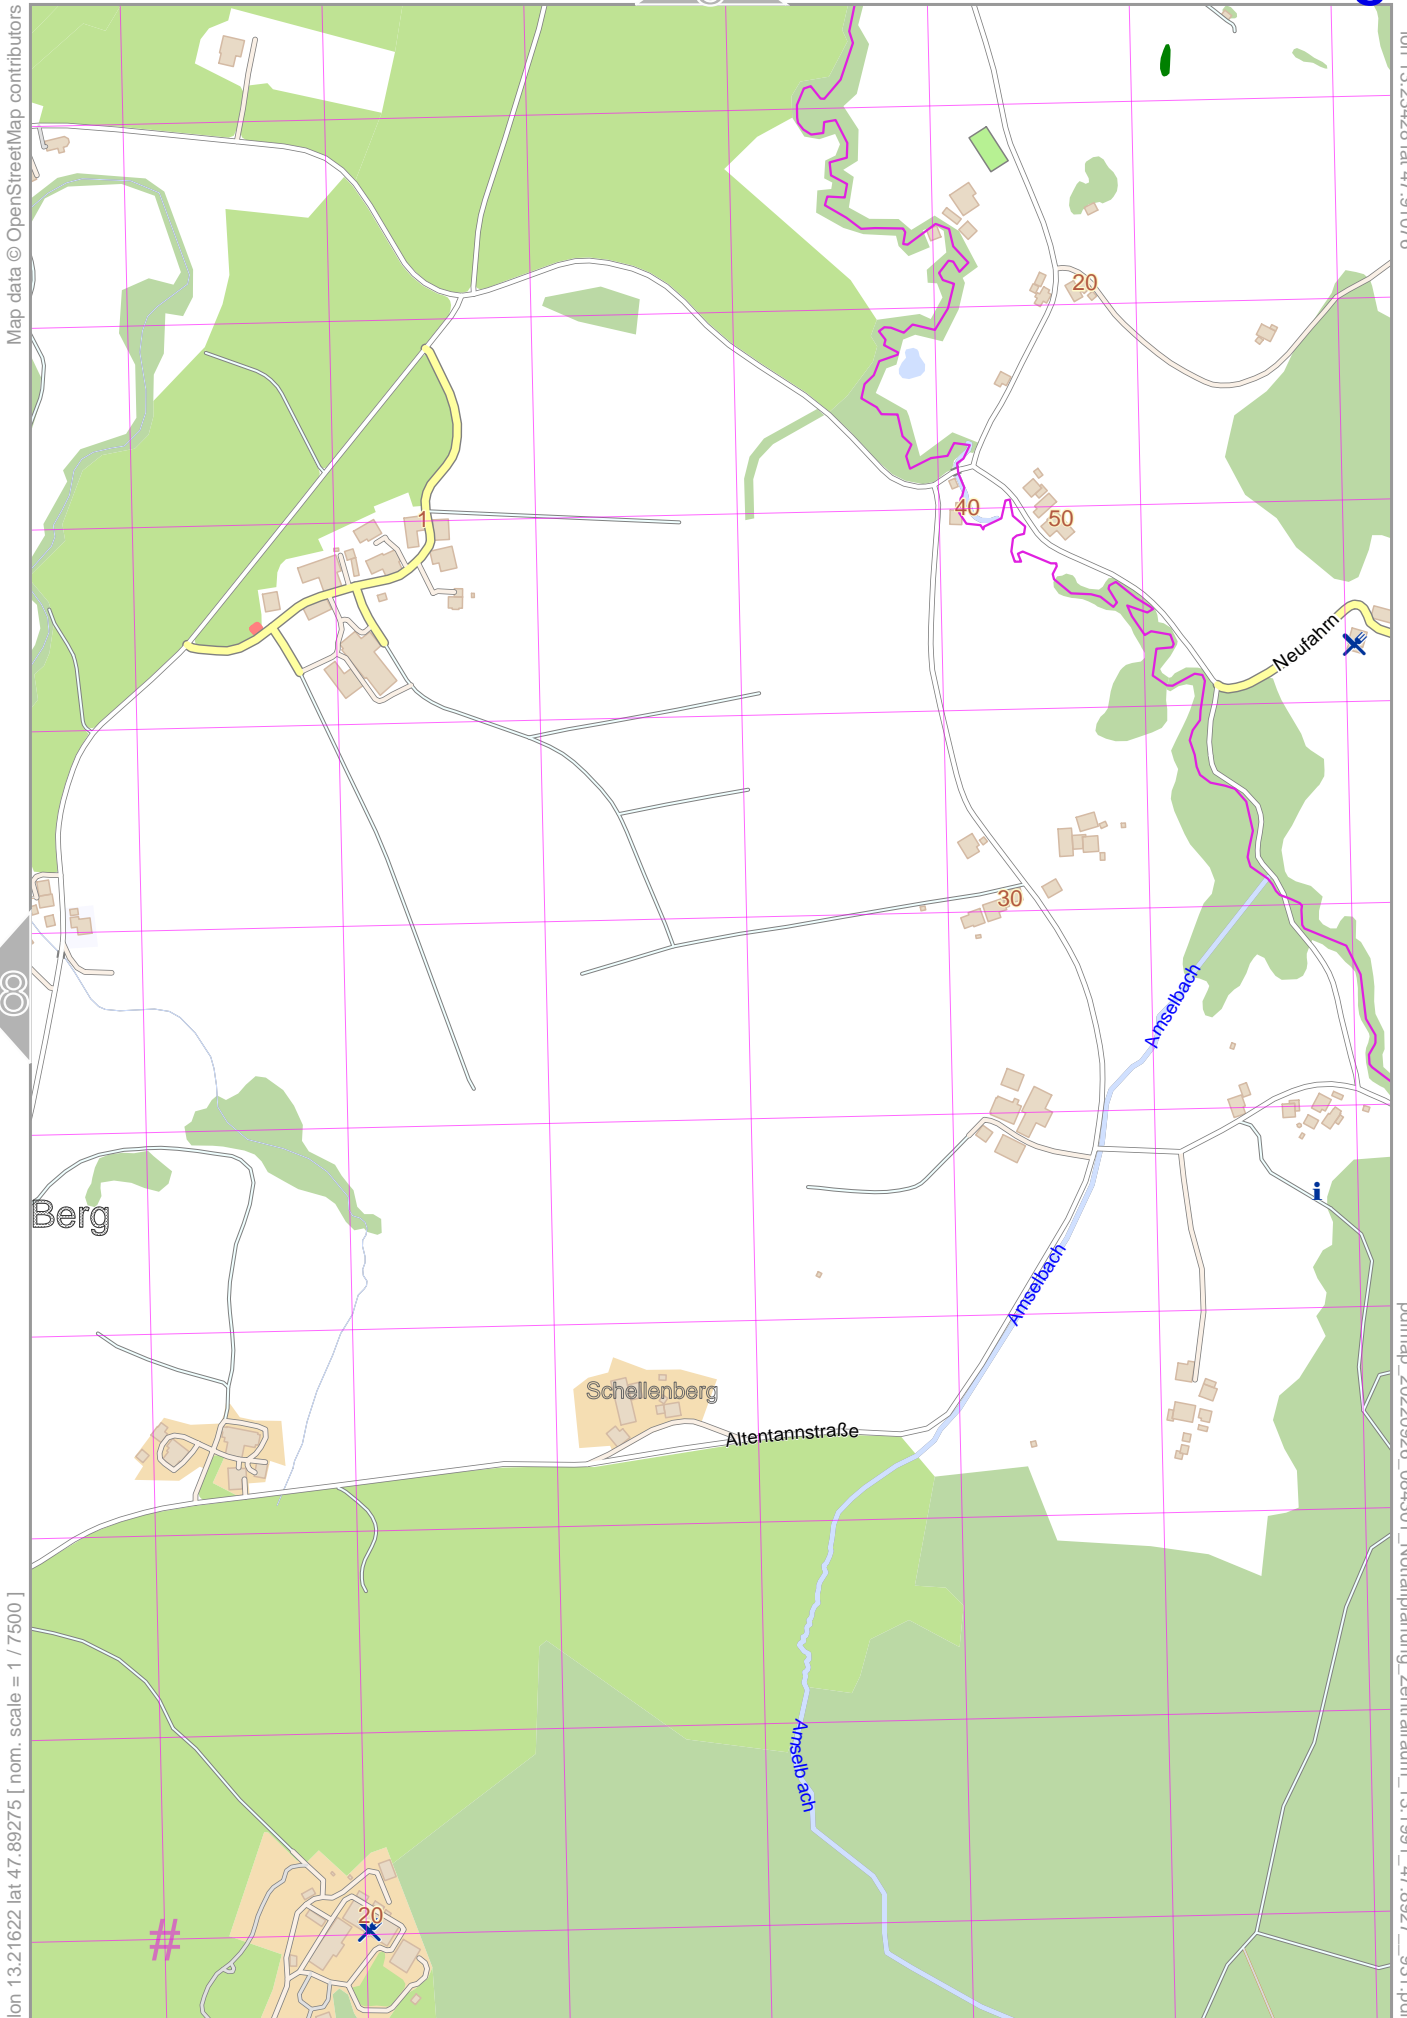 Map data © OpenStreetMap contributors
20
1
40
50
Neufahrn
30
8
Amselbach
i
Berg
Amselbach
Schellenberg
Altentannstraße
lon 13.21622 lat 47.89275 [ nom. scale = 1 / 7500 ]
Amselb ach
20
#